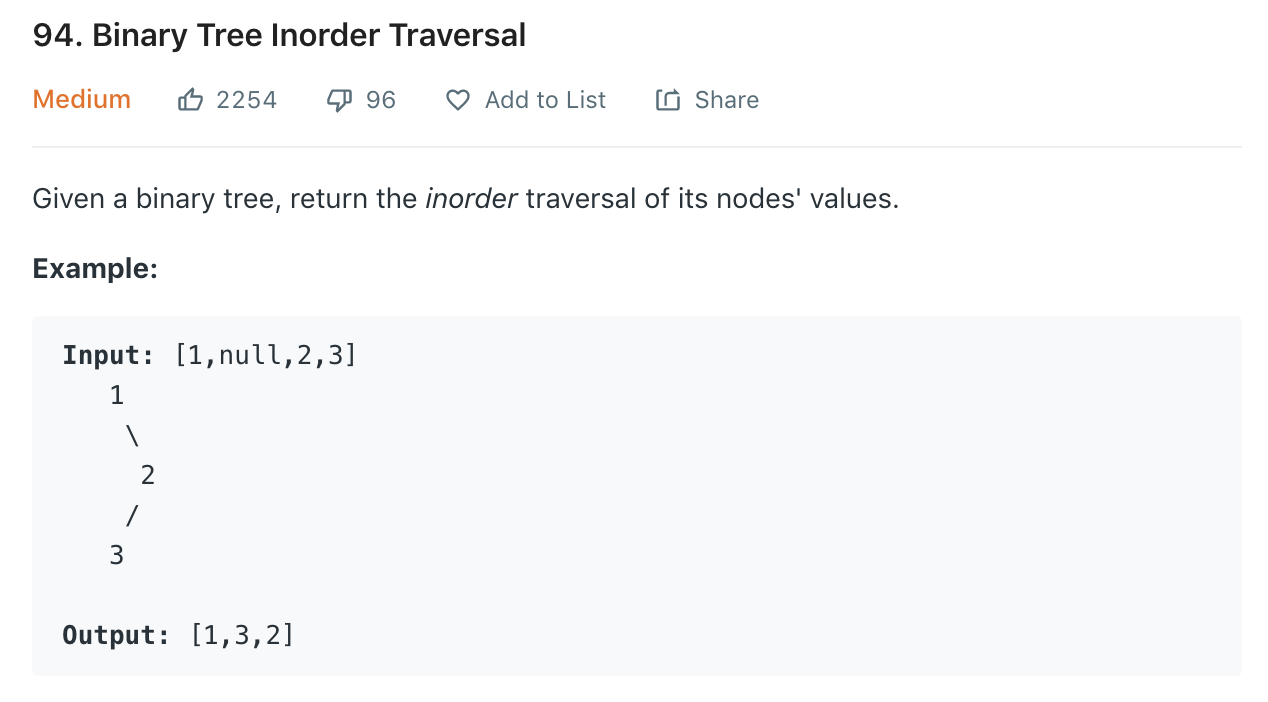 94. Binary Tree Inorder Traversal
Medium 2254 96 Add to List Share
Given a binary tree, return the inorder traversal of its nodes' values.
Example:
Input: [1,null,2,3]
   1
    \
     2
    /
   3
Output: [1,3,2]